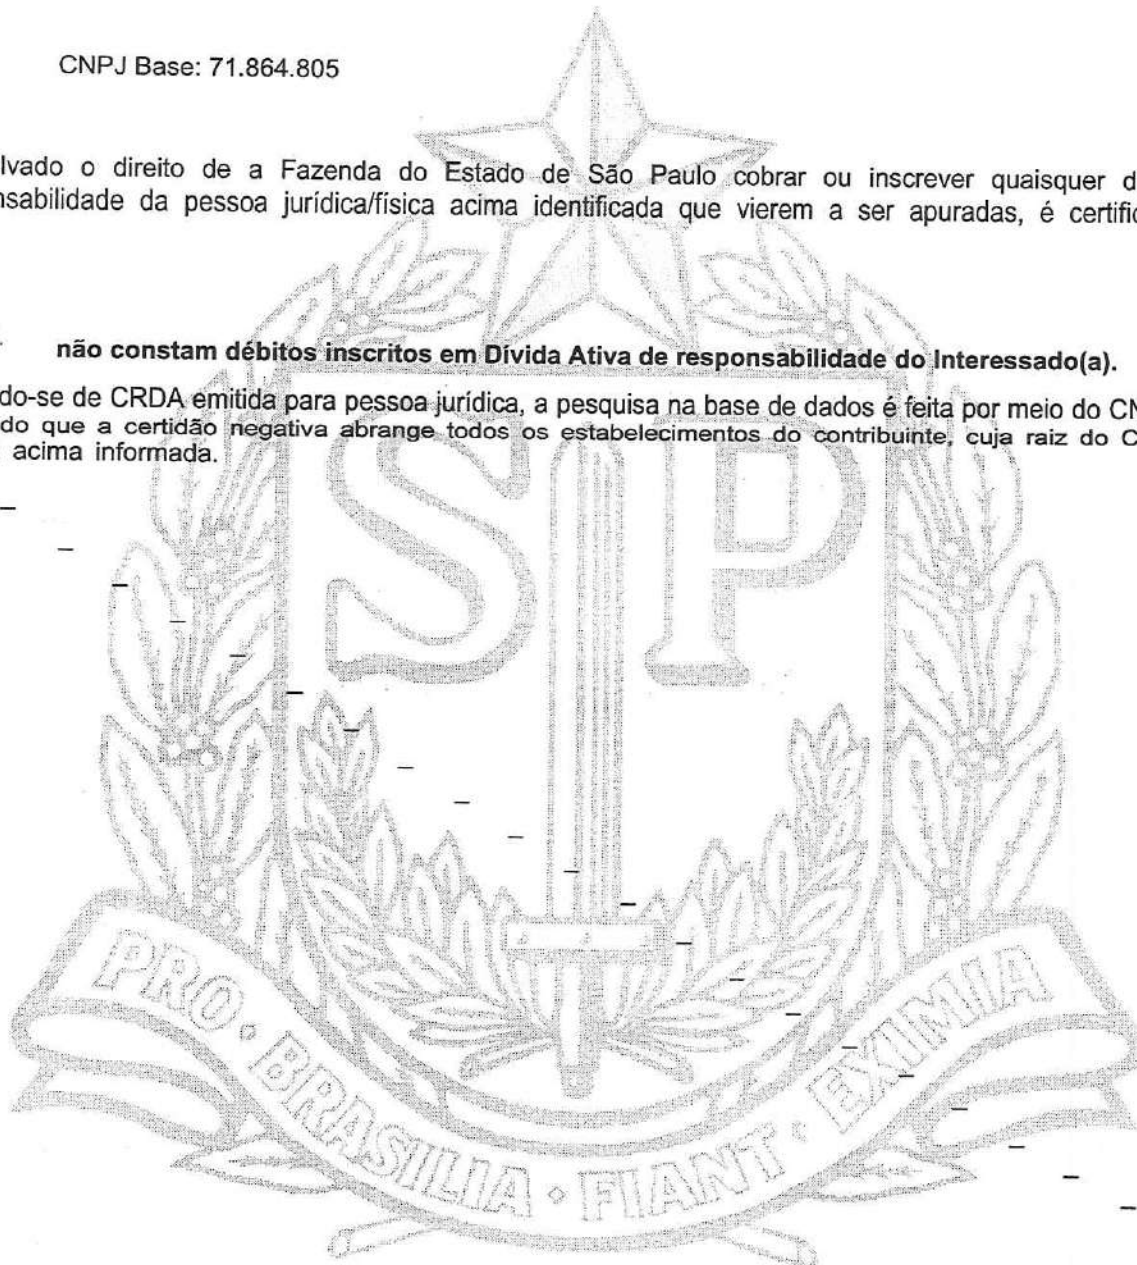 CNPJ Base: 71.864.805
lvado o direito de a Fazenda do Estado de São Paulo cobrar ou inscrever quaisquer d
nsabilidade da pessoa jurídica/física acima identificada que vierem a ser apuradas, é certific
não constam débitos inscritos em Dívida Ativa de responsabilidade do Interessado(a).
do-se de CRDA emitida para pessoa jurídica, a pesquisa na base de dados é feita por meio do CN
do que a certidão negativa abrange todos os estabelecimentos do contribuinte, cuja raiz do C
acima informada.
SP
PRO • BRASILIA • FIANT • EXIMIA